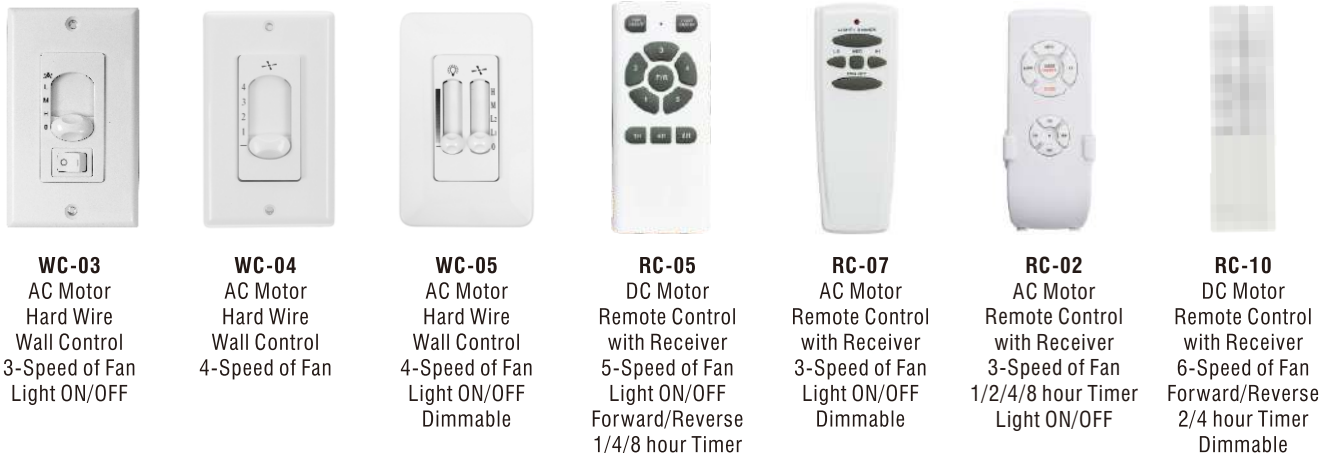 4
3
2
1
WC-03
AC Motor
Hard Wire
Wall Control
3-Speed of Fan
Light ON/OFF
WC-04
AC Motor
Hard Wire
Wall Control
4-Speed of Fan
WC-05
AC Motor
Hard Wire
Wall Control
4-Speed of Fan
Light ON/OFF
Dimmable
RC-05
DC Motor
Remote Control
with Receiver
5-Speed of Fan
Light ON/OFF
Forward/Reverse
1/4/8 hour Timer
RC-07
AC Motor
Remote Control
with Receiver
3-Speed of Fan
Light ON/OFF
Dimmable
RC-02
AC Motor
Remote Control
with Receiver
3-Speed of Fan
1/2/4/8 hour Timer
Light ON/OFF
RC-10
DC Motor
Remote Control
with Receiver
6-Speed of Fan
Forward/Reverse
2/4 hour Timer
Dimmable